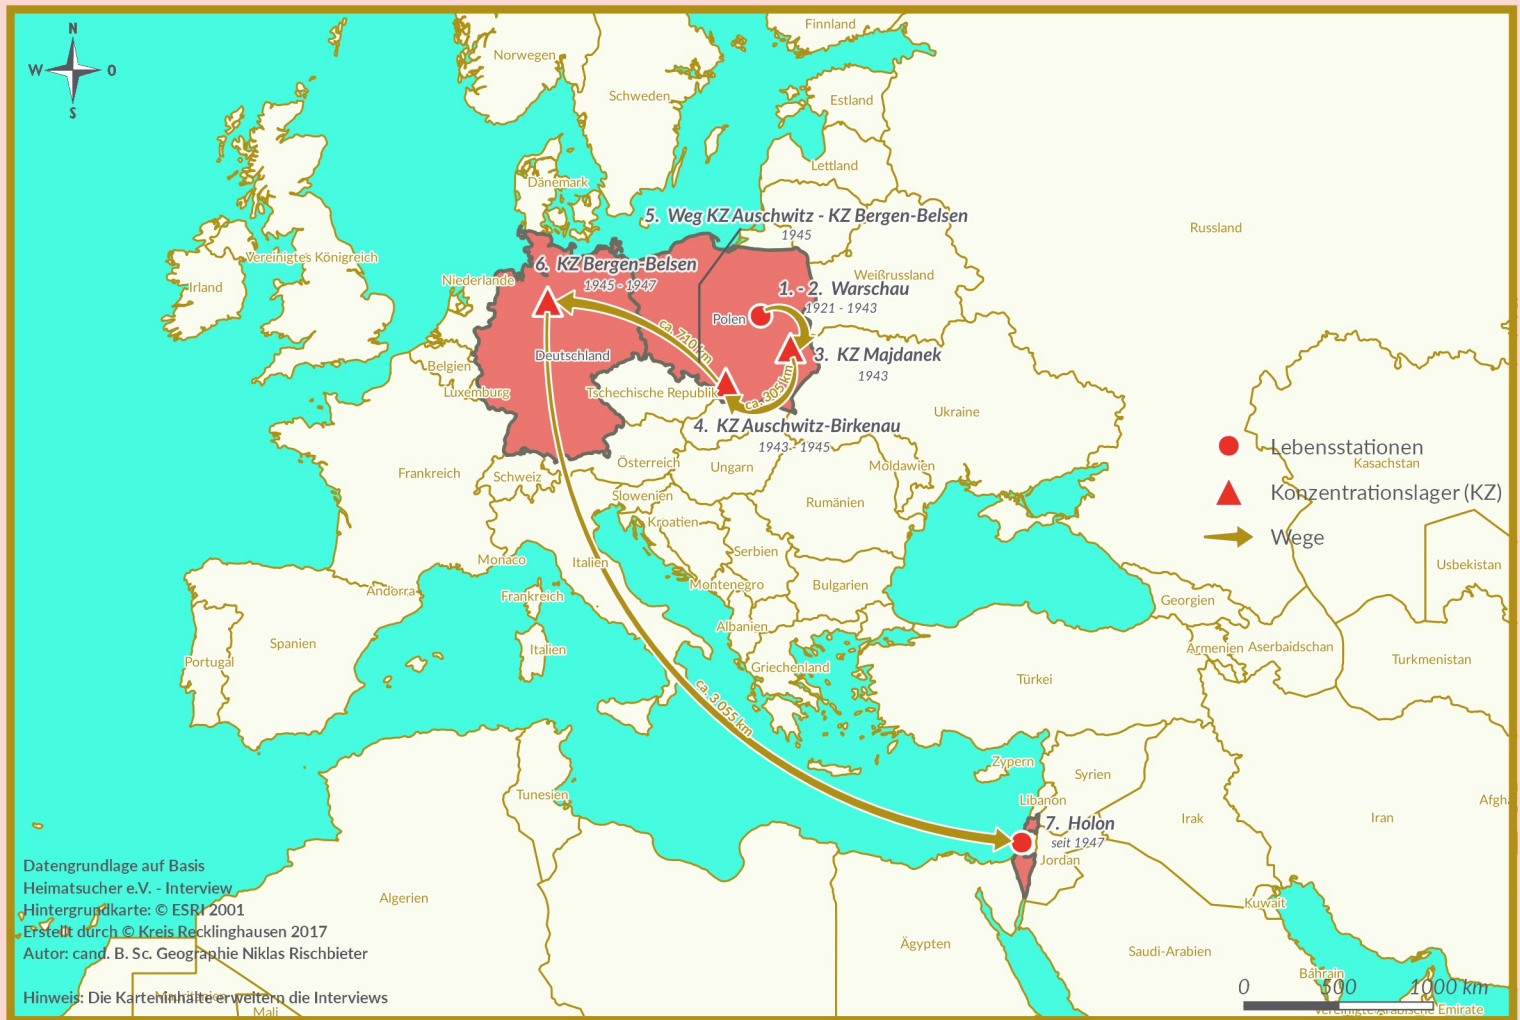 N
W
O
S
Finnland
Norwegen
Schweden
Estland
Lettland
Dänemark
Russland
5. Weg KZ Auschwitz - KZ Bergen-Belsen
1945
Vereinigtes Königreich
Irland
Niederlande
6. KZ Bergen-Belsen
1945 - 1947
Weißrussland
1. - 2. Warschau
1921 - 1943
Polen
ca. 710 km
Deutschland
3. KZ Majdanek
1943
Belgien
Luxemburg
Tschechische Republik
ca. 305 km
Ukraine
4. KZ Auschwitz-Birkenau
1943 - 1945
Lebensstationen
Kasachstan
Konzentrationslager (KZ)
Wege
Frankreich
Schweiz
Österreich
Ungarn
Moldawien
Slowenien
Rumänien
Kroatien
Serbien
Monaco
Italien
Usbekistan
Andorra
Frankreich
Montenegro
Bulgarien
Georgien
Albanien
Spanien
Portugal
Italien
Griechenland
Armenien
Aserbaidschan
Turkmenistan
Türkei
ca. 3 055 km
Zypern
Syrien
Tunesien
Libanon
Afgha
Irak
Iran
7. Holon
seit 1947
Jordan
Datengrundlage auf Basis
Heimatsucher e.V. - Interview
Hintergrundkarte: © ESRI 2001
Erstellt durch © Kreis Recklinghausen 2017
Autor: cand. B. Sc. Geographie Niklas Rischbieter
Algerien
Kuwait
Ägypten
Saudi-Arabien
Bahrain
Mauritanien
Hinweis: Die Karteninhalte erweitern die Interviews
Mali
0 500 1000 km
Vereinigte Arabische Emirate